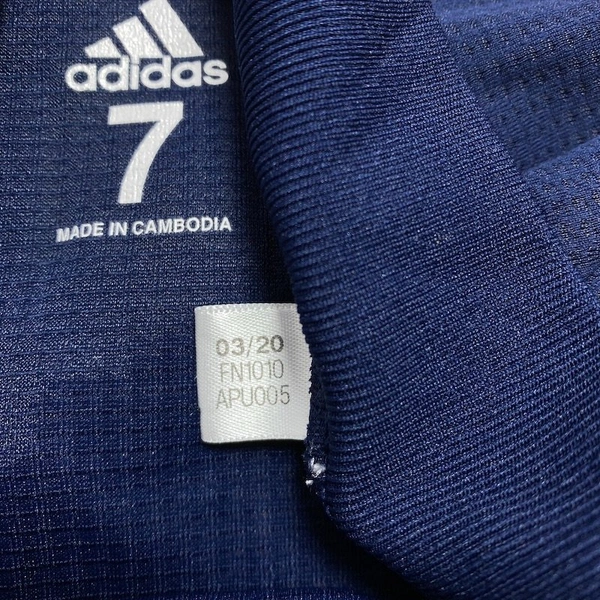 adidas
7
MADE IN CAMBODIA
03/20
FN1010
APU005